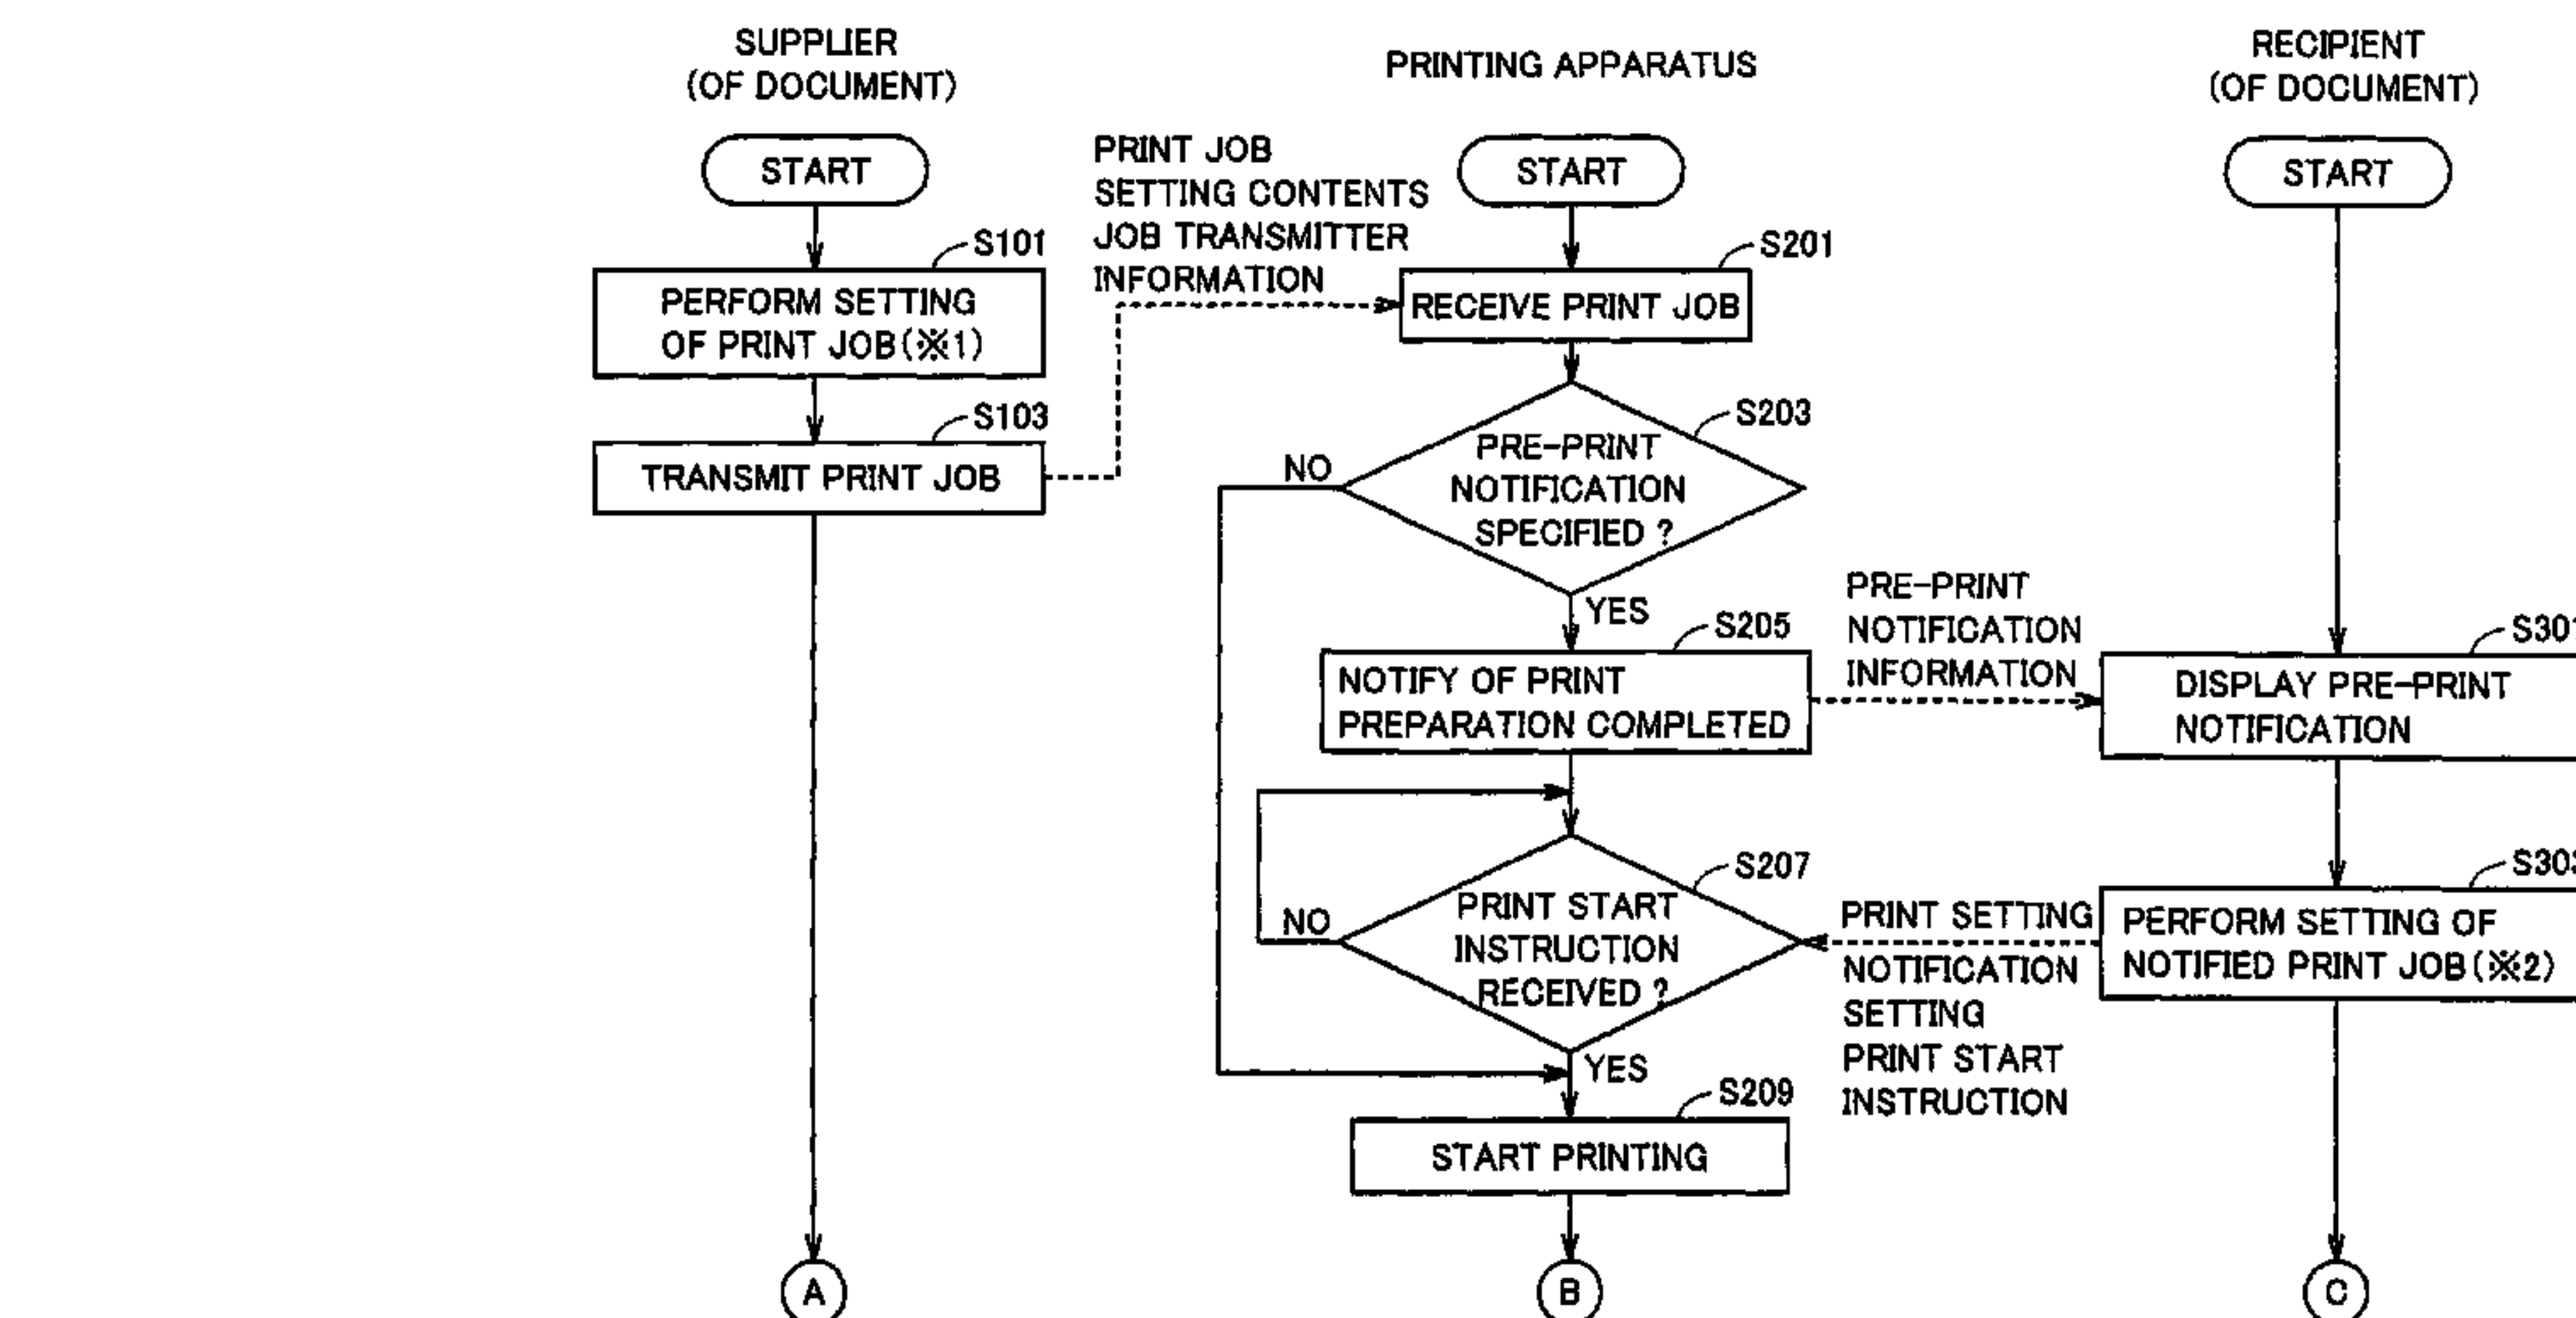 SUPPLIER
(OF DOCUMENT)
START
S101
PERFORM SETTING
OF PRINT JOB(※1)
S103
TRANSMIT PRINT JOB
A
PRINT JOB
SETTING CONTENTS
JOB TRANSMITTER
INFORMATION
PRINTING APPARATUS
START
S201
RECEIVE PRINT JOB
S203
PRE-PRINT
NOTIFICATION
SPECIFIED ?
NO
YES
S205
NOTIFY OF PRINT
PREPARATION COMPLETED
S207
PRINT START
INSTRUCTION
RECEIVED ?
NO
YES
S209
START PRINTING
B
PRE-PRINT
NOTIFICATION
INFORMATION
PRINT SETTING
NOTIFICATION
SETTING
PRINT START
INSTRUCTION
RECIPIENT
(OF DOCUMENT)
START
S301
DISPLAY PRE-PRINT
NOTIFICATION
S303
PERFORM SETTING OF
NOTIFIED PRINT JOB(※2)
C